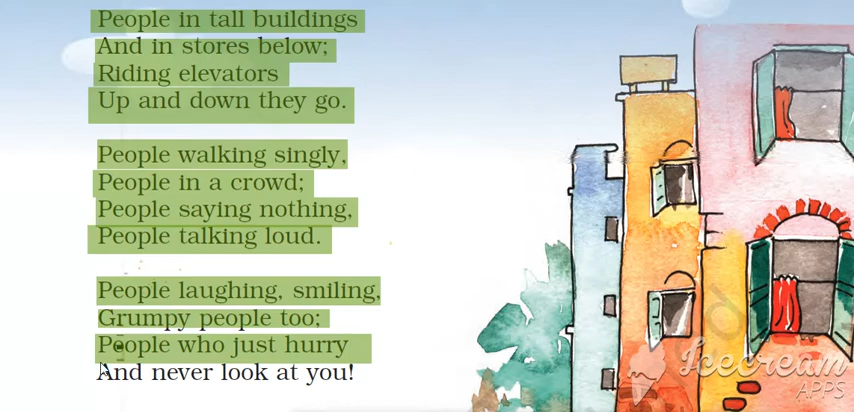 People in tall buildings
And in stores below;
Riding elevators
Up and down they go.
People walking singly,
People in a crowd;
People saying nothing,
People talking loud.
People laughing, smiling,
Grumpy people too;
People who just hurry
And never look at you!
Icecream
APPS